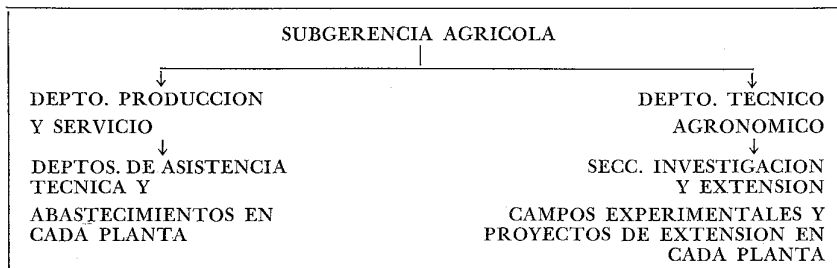 SUBGERENCIA AGRICOLA
DEPTO. PRODUCCION
Y SERVICIO
DEPTOS. DE ASISTENCIA
TECNICA Y
ABASTECIMIENTOS EN
CADA PLANTA
DEPTO. TECNICO
AGRONOMICO
SECC. INVESTIGACION
Y EXTENSION
CAMPOS EXPERIMENTALES Y
PROYECTOS DE EXTENSION EN
CADA PLANTA